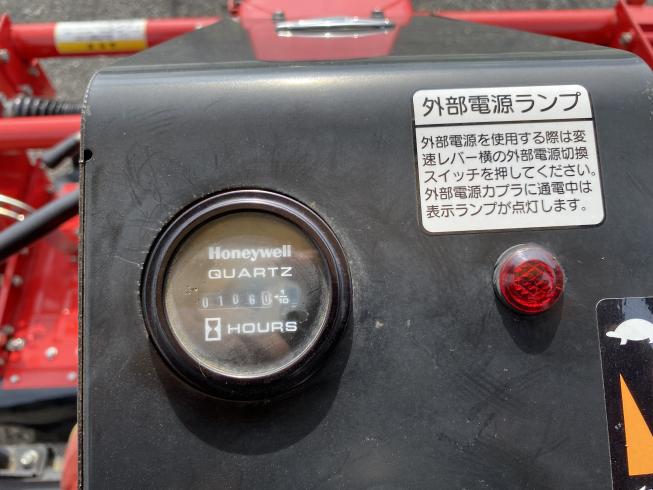 Honeywell
QUARTZ
01060
1/10
HOURS
外部電源ランプ
外部電源を使用する際は変
速レバー横の外部電源切換
スイッチを押してください。
外部電源カプラに通電中は
表示ランプが点灯します。